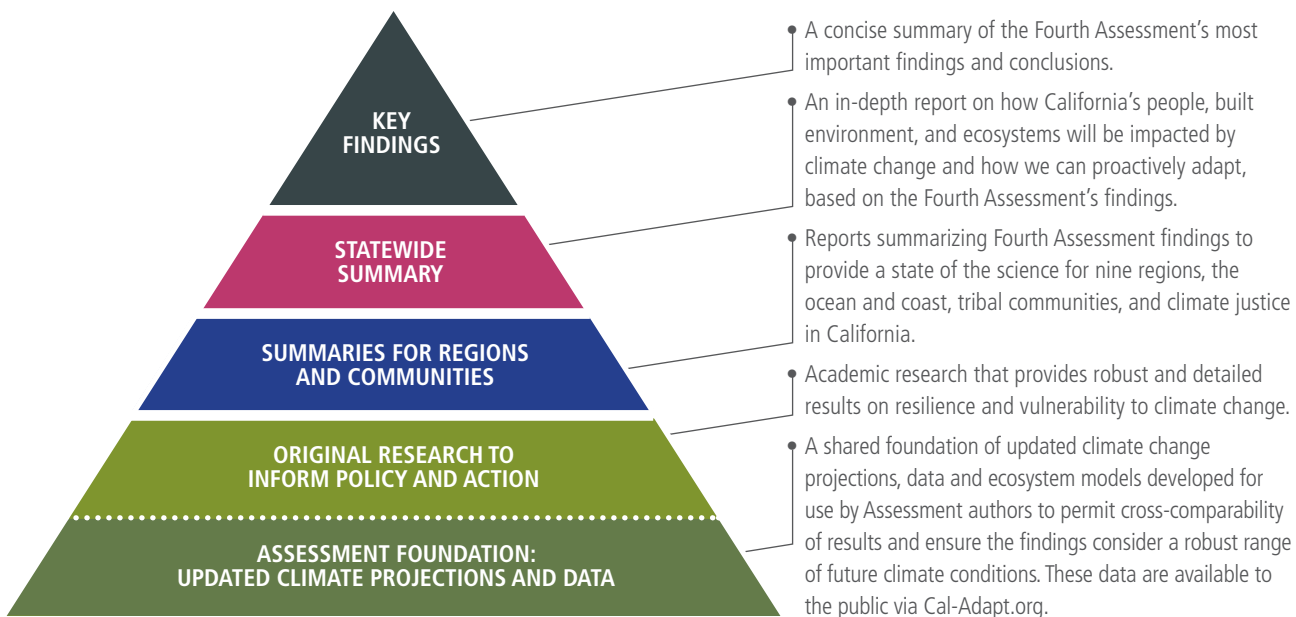 KEY
FINDINGS
A concise summary of the Fourth Assessment’s most
important findings and conclusions.
STATEWIDE
SUMMARY
An in-depth report on how California’s people, built
environment, and ecosystems will be impacted by
climate change and how we can proactively adapt,
based on the Fourth Assessment’s findings.
SUMMARIES FOR REGIONS
AND COMMUNITIES
Reports summarizing Fourth Assessment findings to
provide a state of the science for nine regions, the
ocean and coast, tribal communities, and climate justice
in California.
ORIGINAL RESEARCH TO
INFORM POLICY AND ACTION
Academic research that provides robust and detailed
results on resilience and vulnerability to climate change.
ASSESSMENT FOUNDATION:
UPDATED CLIMATE PROJECTIONS AND DATA
A shared foundation of updated climate change
projections, data and ecosystem models developed for
use by Assessment authors to permit cross-comparability
of results and ensure the findings consider a robust range
of future climate conditions. These data are available to
the public via Cal-Adapt.org.